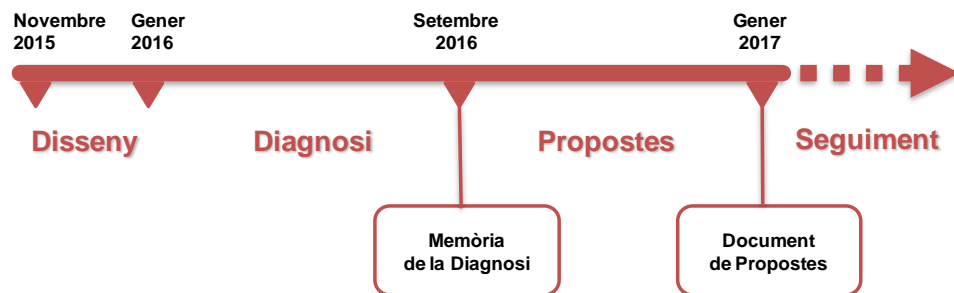 Novembre
2015
Gener
2016
Setembre
2016
Gener
2017
Disseny
Diagnosi
Propostes
Seguiment
Memòria
de la Diagnosi
Document
de Propostes